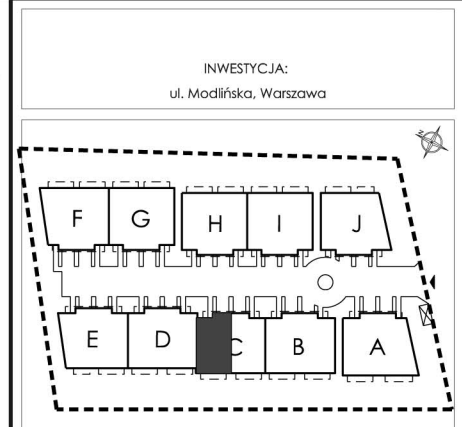 INWESTYCJA:
ul. Modlińska, Warszawa
N
F G H I J
E D C B A